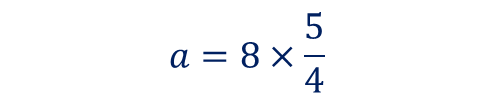 a = 8 × 5/4